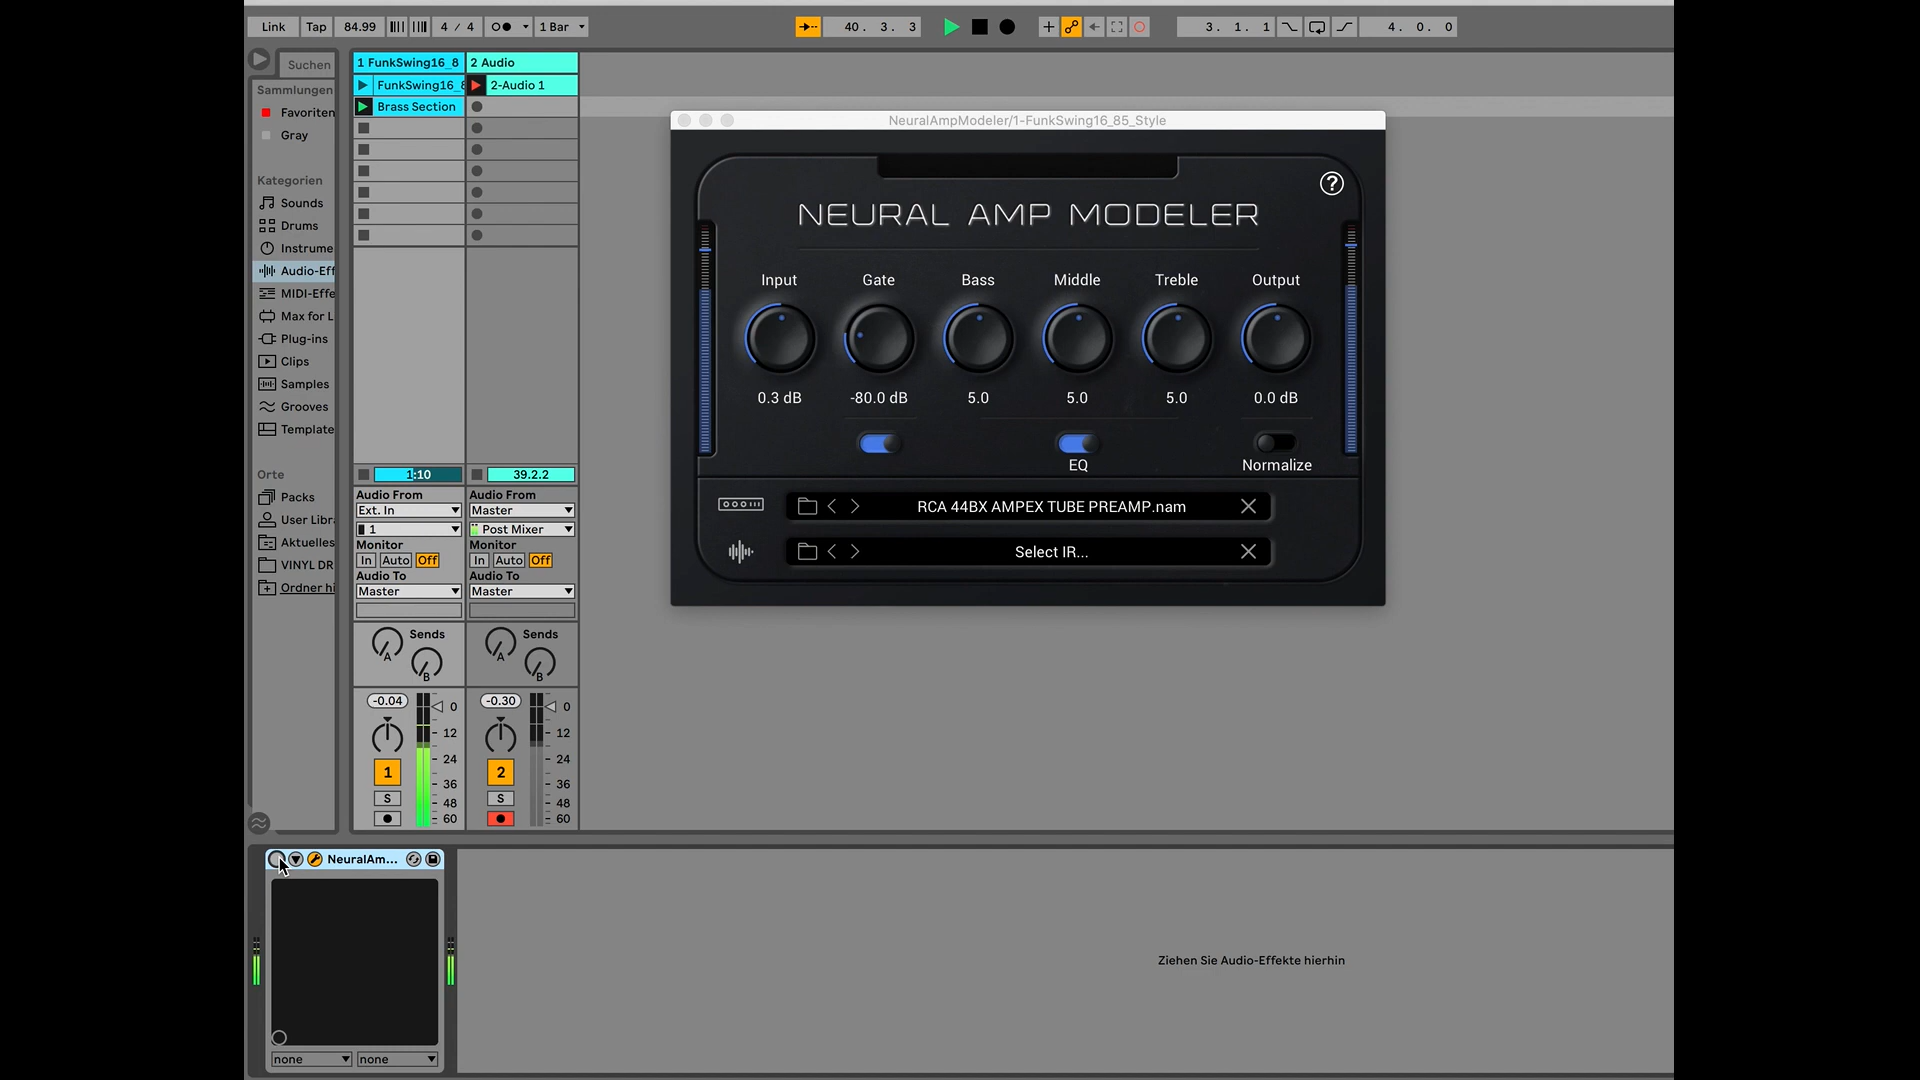 Link Tap 84.99 4 / 4 1 Bar 40. 3. 3 3. 1. 1 4. 0. 0
Suchen
Sammlungen
Favoriten
Gray
Kategorien
Sounds
Drums
Instrume
Audio-Eff
MIDI-Effe
Max for L
Plug-ins
Clips
Samples
Grooves
Template
Orte
Packs
User Libr
Aktuelles
VINYL DR
Ordner hi
1 FunkSwing16_8 2 Audio
FunkSwing16_8 2-Audio 1
Brass Section
1:10 39.2.2
Audio From Audio From
Ext. In Master
1 Post Mixer
Monitor Monitor
In Auto Off In Auto Off
Audio To Audio To
Master Master
Sends Sends
A B A B
-0.04 -0.30
0 0
12 12
24 24
1 2
36 36
S S
48 48
60 60
NeuralAmpModeler/1-FunkSwing16_85_Style
?
NEURAL AMP MODELER
Input Gate Bass Middle Treble Output
0.3 dB -80.0 dB 5.0 5.0 5.0 0.0 dB
EQ Normalize
RCA 44BX AMPEX TUBE PREAMP.nam
Select IR...
NeuralAm...
none none
Ziehen Sie Audio-Effekte hierhin